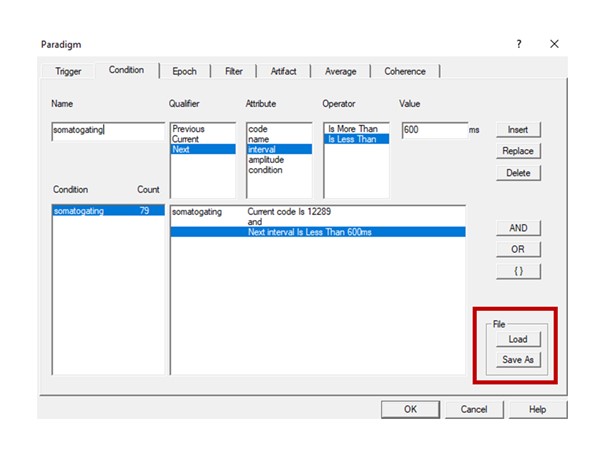 Paradigm ? ×
Trigger Condition Epoch Filter Artifact Average Coherence
Name Qualifier Attribute Operator Value
somatogating Previous code Is More Than 600 ms Insert
Current name Is Less Than
Next interval Replace
amplitude
condition Delete
Condition Count
somatogating 79 somatogating Current code Is 12289
and
Next interval Is Less Than 600ms
AND
OR
{ }
File
Load
Save As
OK Cancel Help